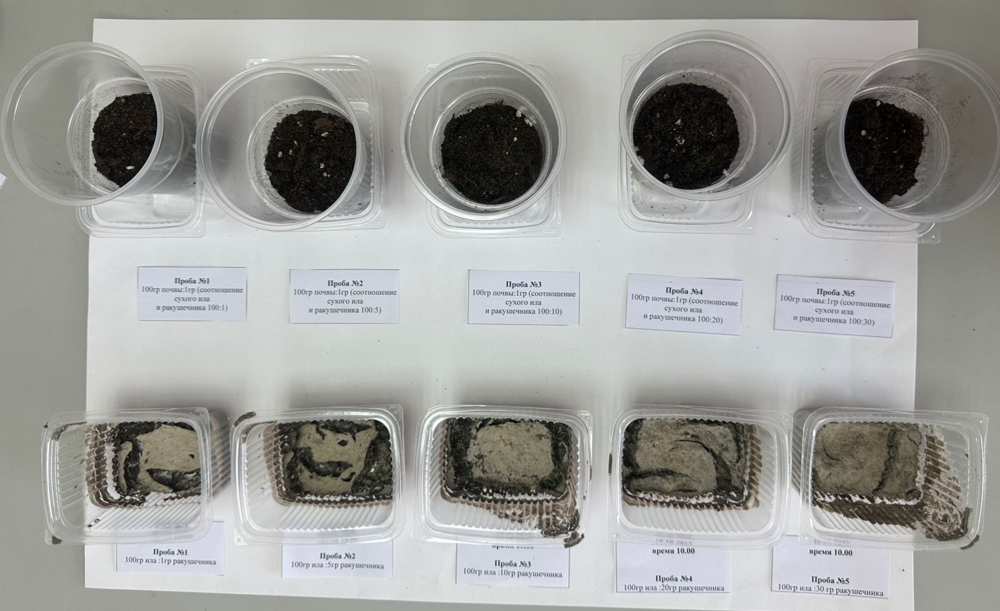 Проба №1
100гр почвы:1гр (соотношение
сухого ила
и ракушечника 100:1)
Проба №2
100гр почвы:1гр (соотношение
сухого ила
и ракушечника 100:5)
Проба №3
100гр почвы:1гр (соотношение
сухого ила
и ракушечника 100:10)
Проба №4
100гр почвы:1гр (соотношение
сухого ила
и ракушечника 100:20)
Проба №5
100гр почвы:1гр (соотношение
сухого ила
и ракушечника 100:30)
Проба №1
100гр ила :1гр ракушечника
Проба №2
100гр ила :5гр ракушечника
время 10.00
Проба №3
100гр ила :10гр ракушечника
время 10.00
Проба №4
100гр ила :20гр ракушечника
время 10.00
Проба №5
100гр ила :30 гр ракушечника